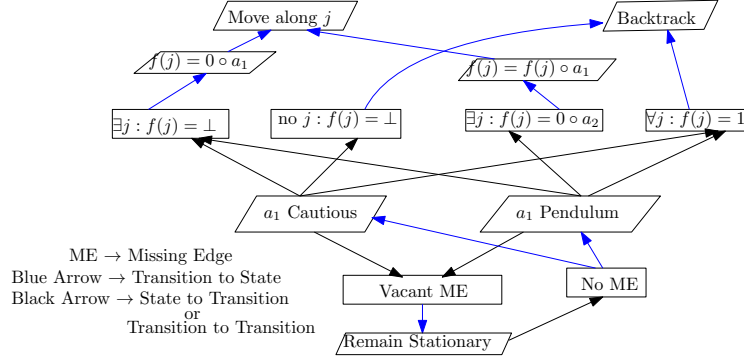 Move along j
Backtrack
f(j) = 0 ∘ a₁
f(j) = f(j) ∘ a₁
∃j : f(j) = ⊥
no j : f(j) = ⊥
∃j : f(j) = 0 ∘ a₂
∀j : f(j) = 1
a₁ Cautious
a₁ Pendulum
ME → Missing Edge
Blue Arrow → Transition to State
Black Arrow → State to Transition
or
Transition to Transition
Vacant ME
No ME
Remain Stationary